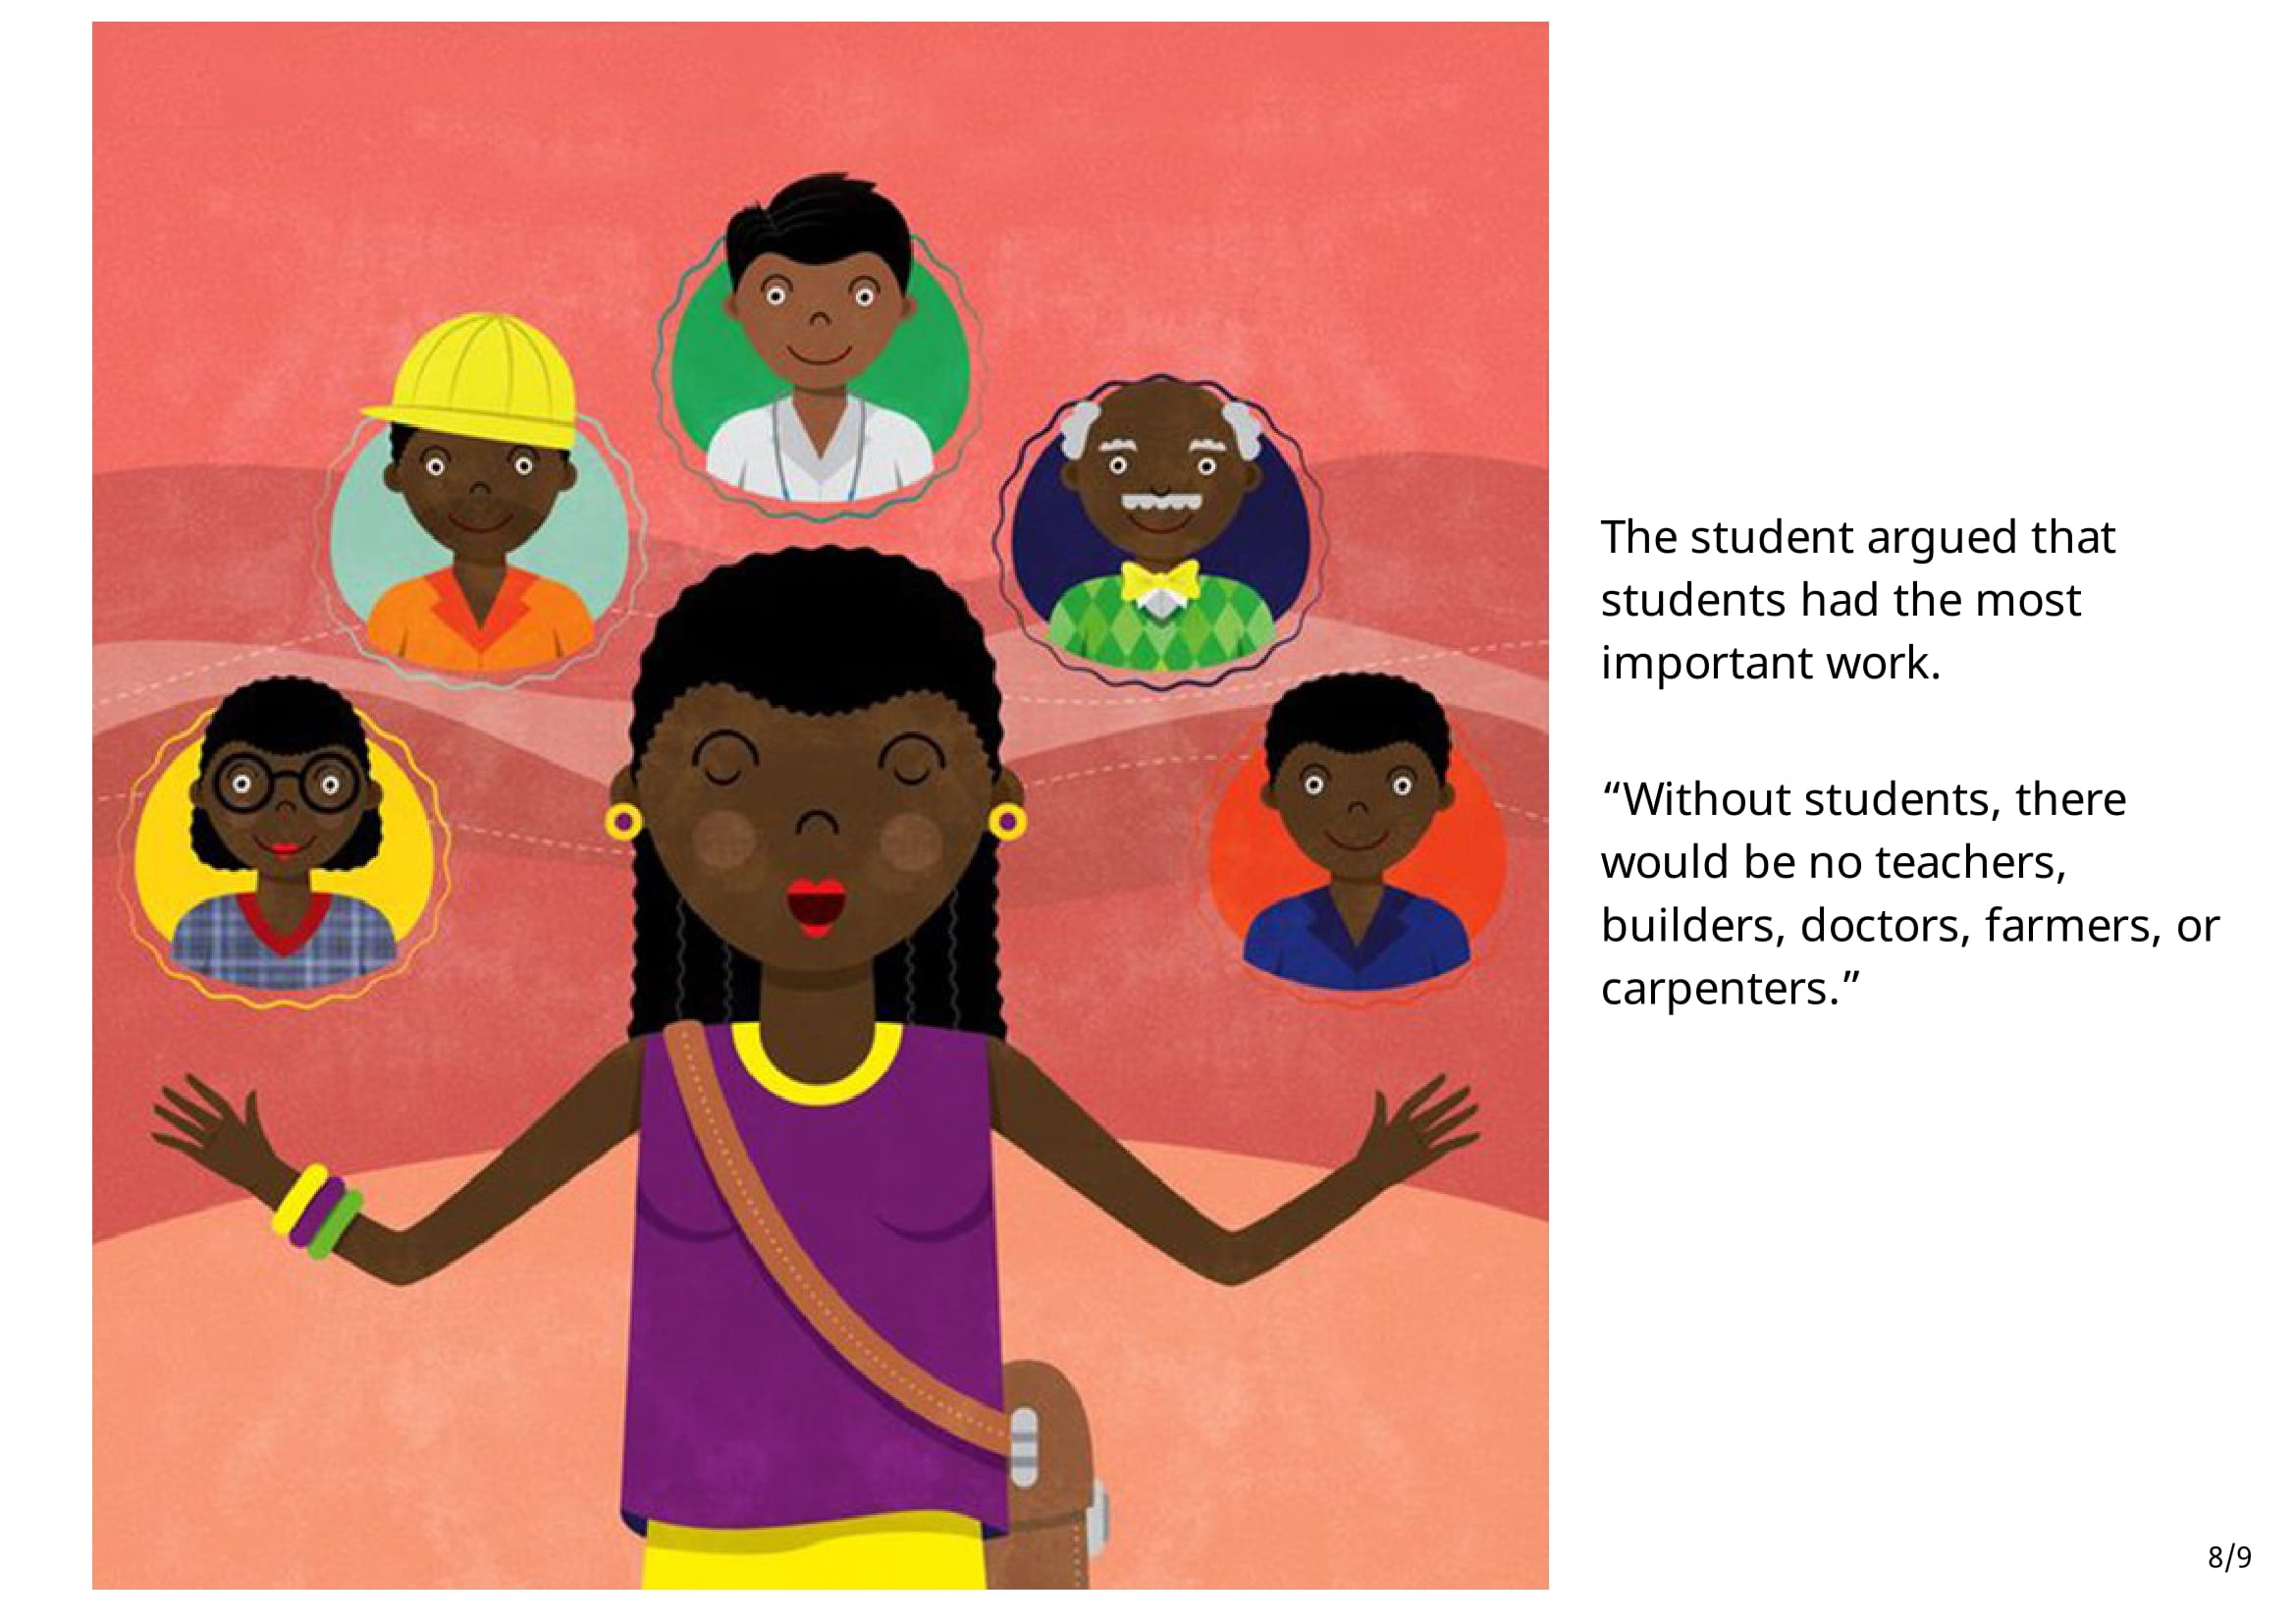 The student argued that
students had the most
important work.
“Without students, there
would be no teachers,
builders, doctors, farmers, or
carpenters.”
8/9